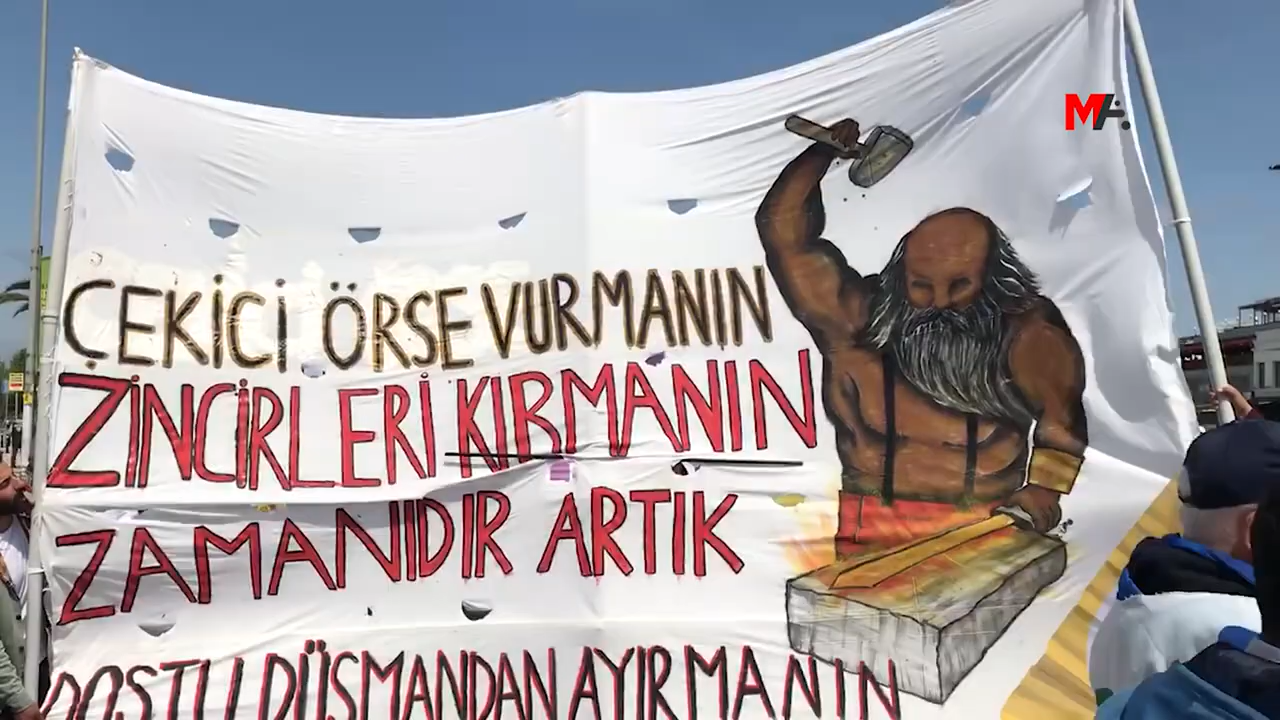 ÇEKİCİ ÖRSE VURMANIN
ZİNCİRLERİ KIRMANIN
ZAMANIDIR ARTIK
DOSTU DÜŞMANDAN AYIRMANIN
MA